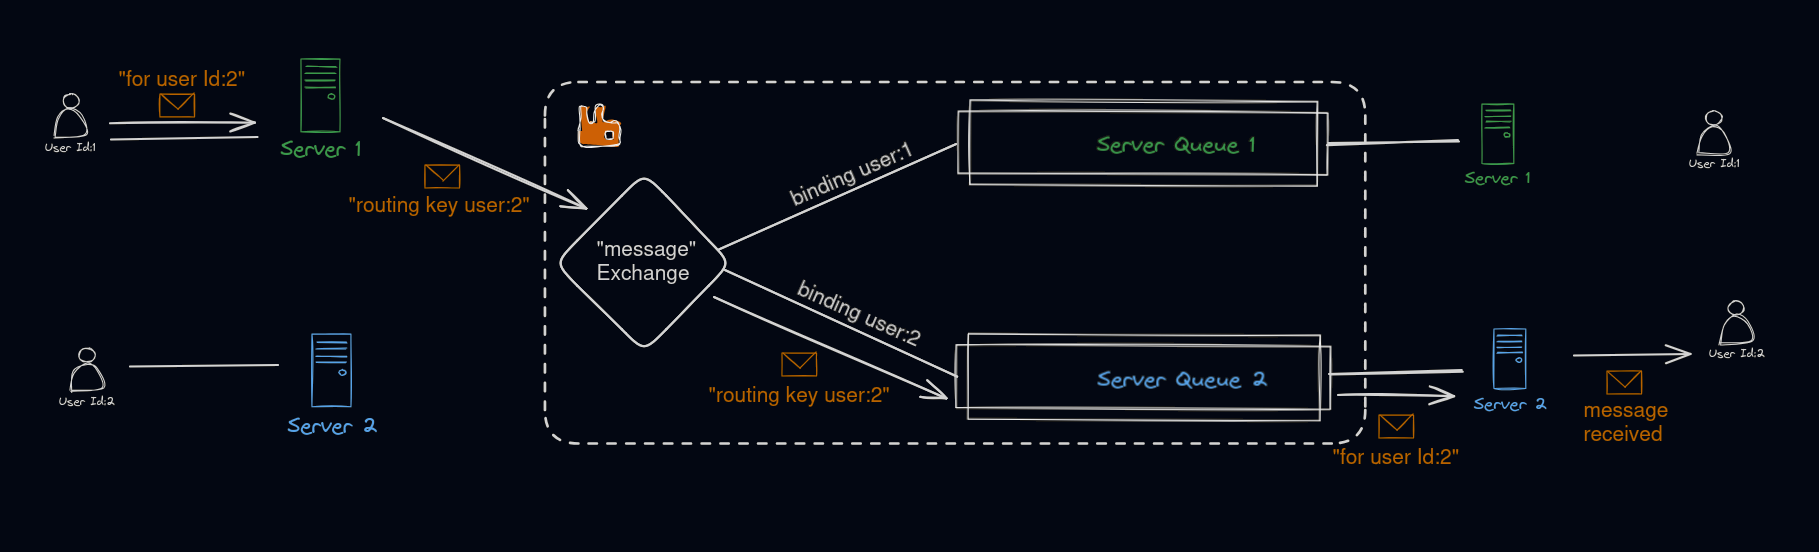 "for user Id:2"
User Id:1
Server 1
"routing key user:2"
"message"
Exchange
binding user:1
Server Queue 1
Server 1
User Id:1
User Id:2
Server 2
binding user:2
"routing key user:2"
Server Queue 2
"for user Id:2"
Server 2
message
received
User Id:2